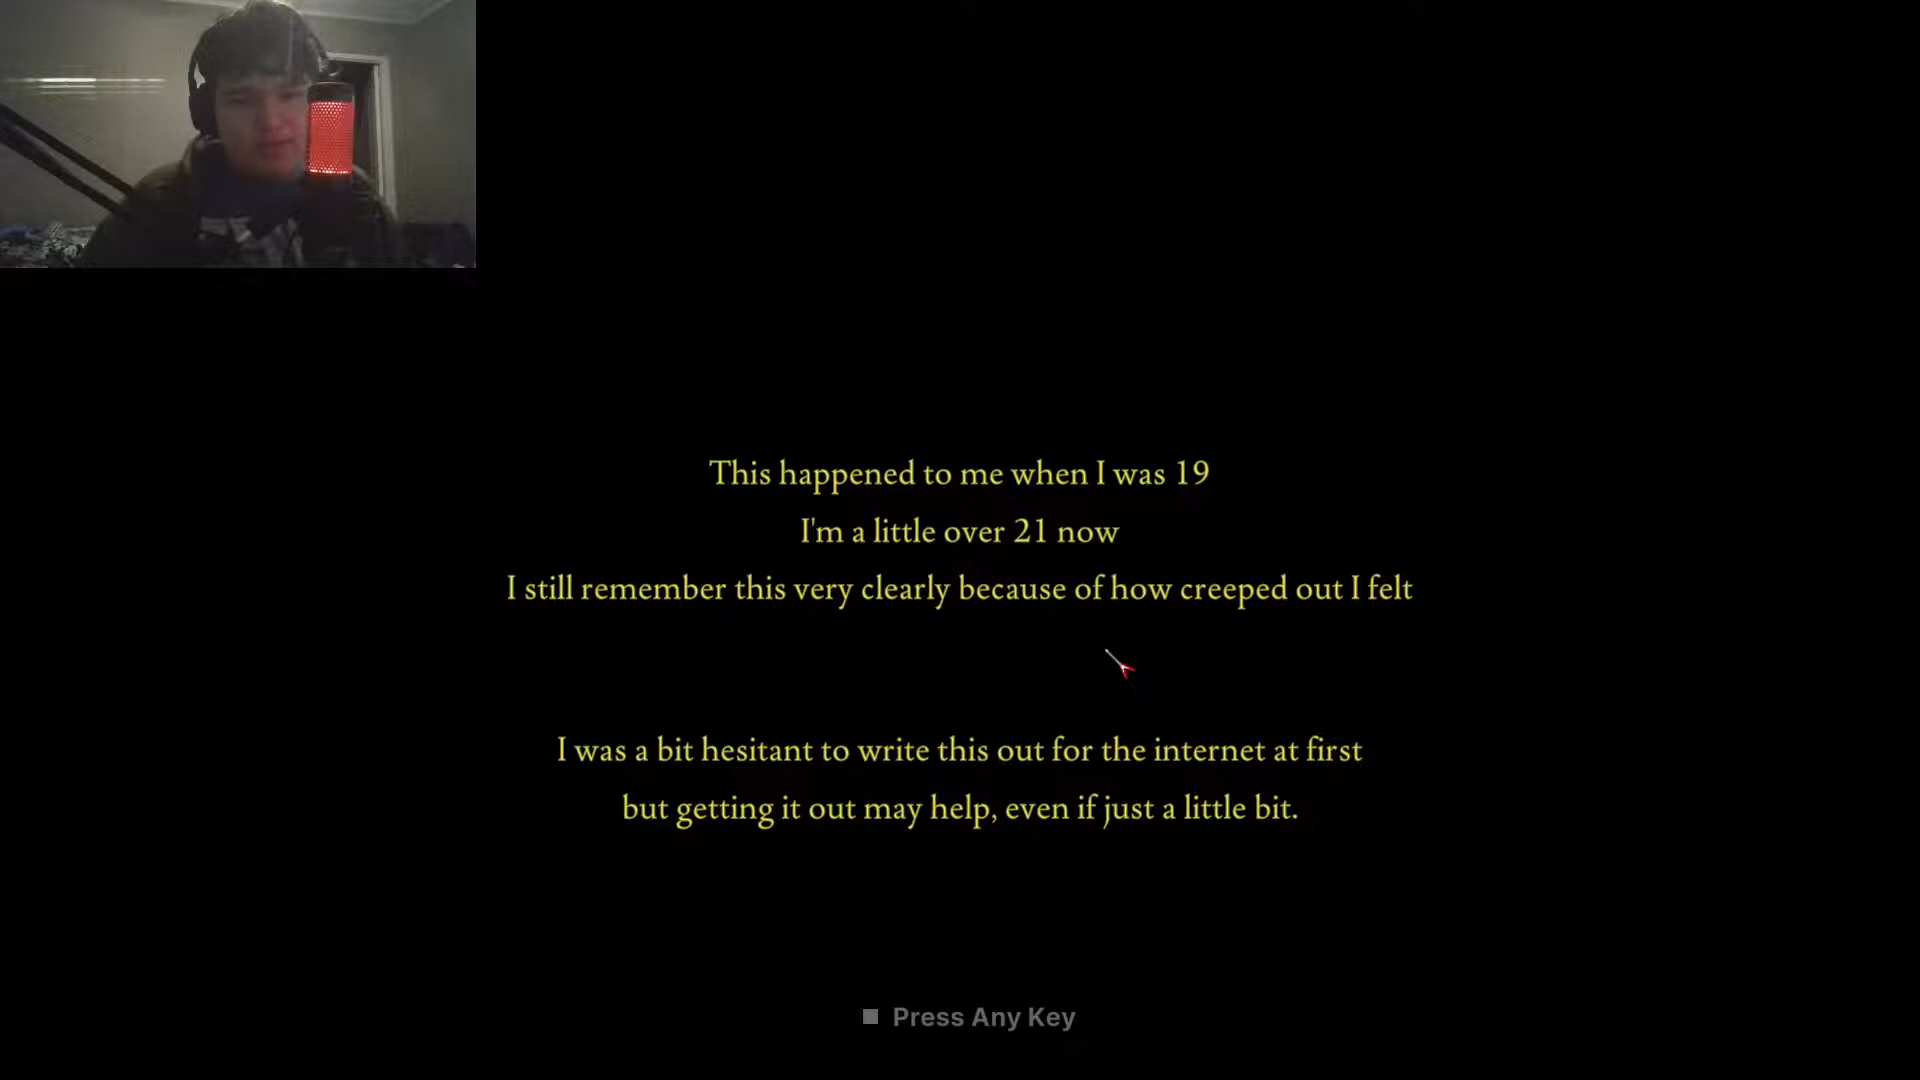 This happened to me when I was 19
I'm a little over 21 now
I still remember this very clearly because of how creeped out I felt
I was a bit hesitant to write this out for the internet at first
but getting it out may help, even if just a little bit.
Press Any Key